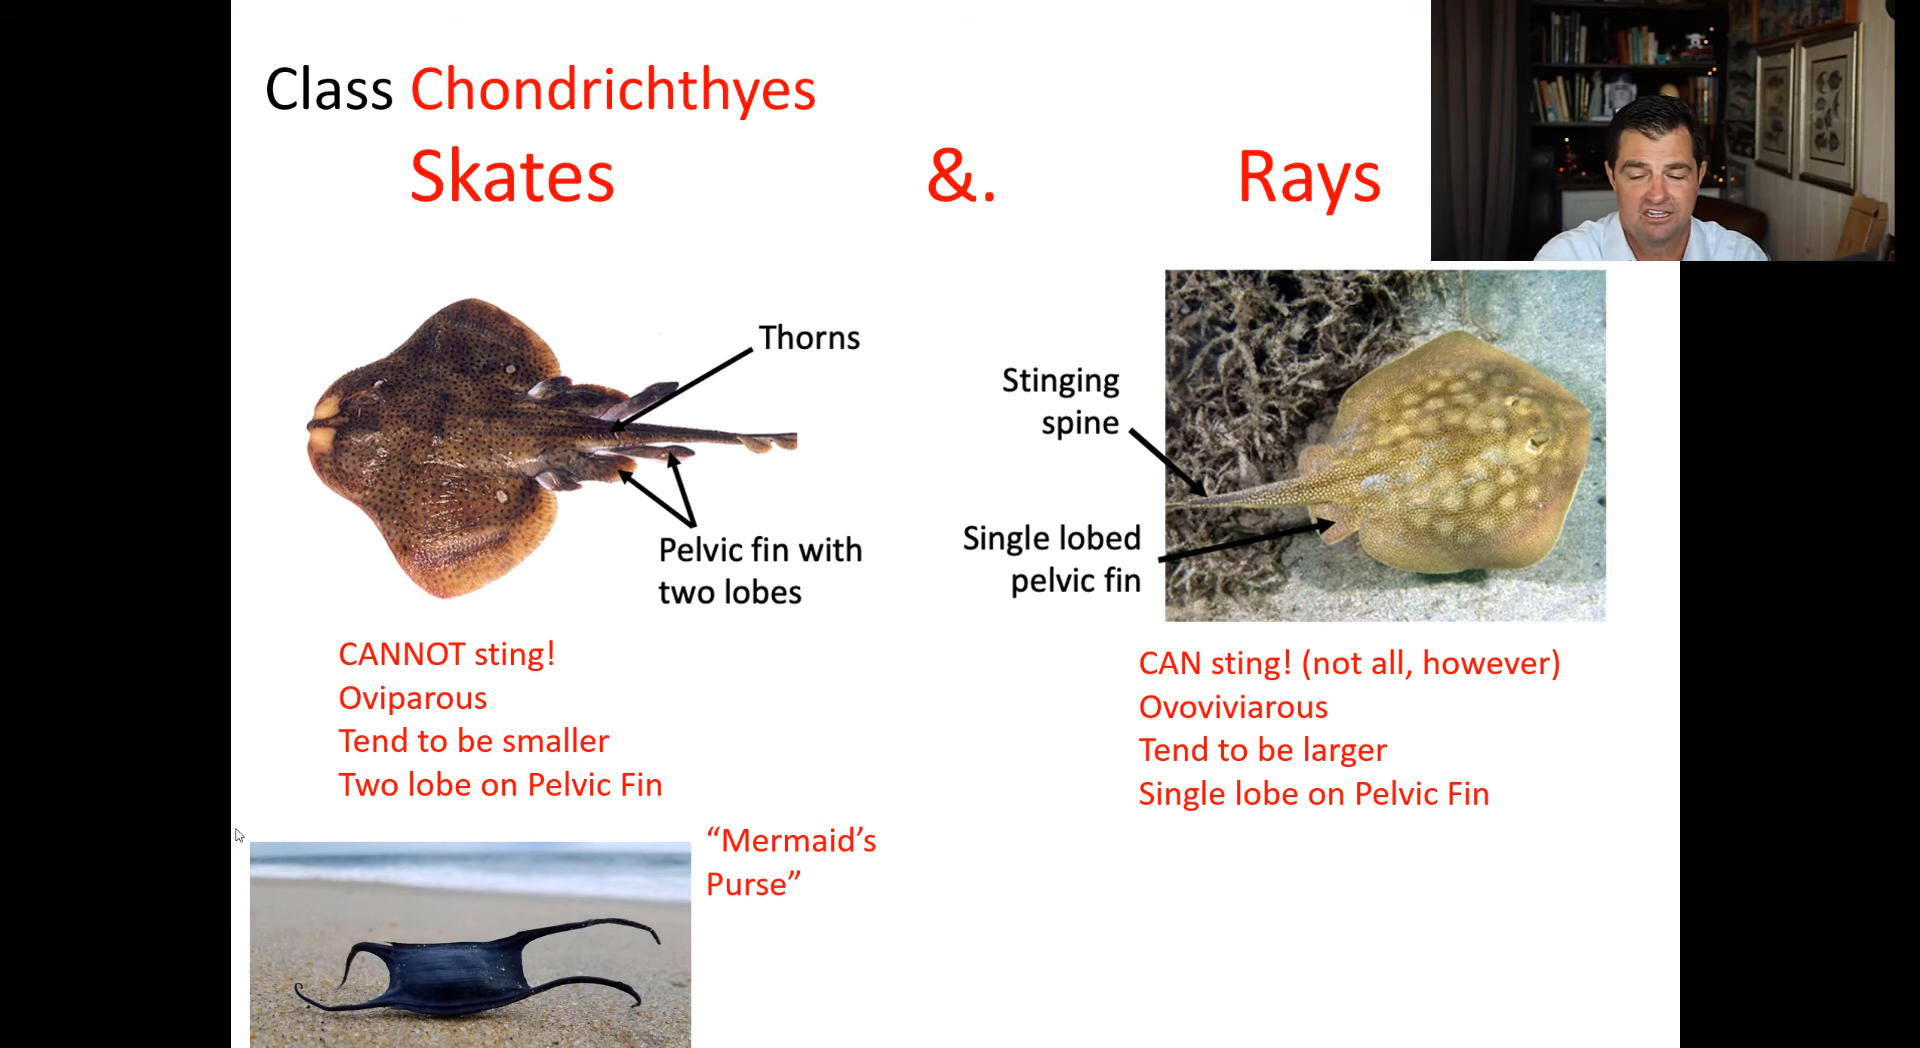 Class Chondrichthyes
Skates &. Rays
Thorns
Pelvic fin with
two lobes
Stinging
spine
Single lobed
pelvic fin
CANNOT sting!
Oviparous
Tend to be smaller
Two lobe on Pelvic Fin
CAN sting! (not all, however)
Ovoviviarous
Tend to be larger
Single lobe on Pelvic Fin
“Mermaid’s
Purse”